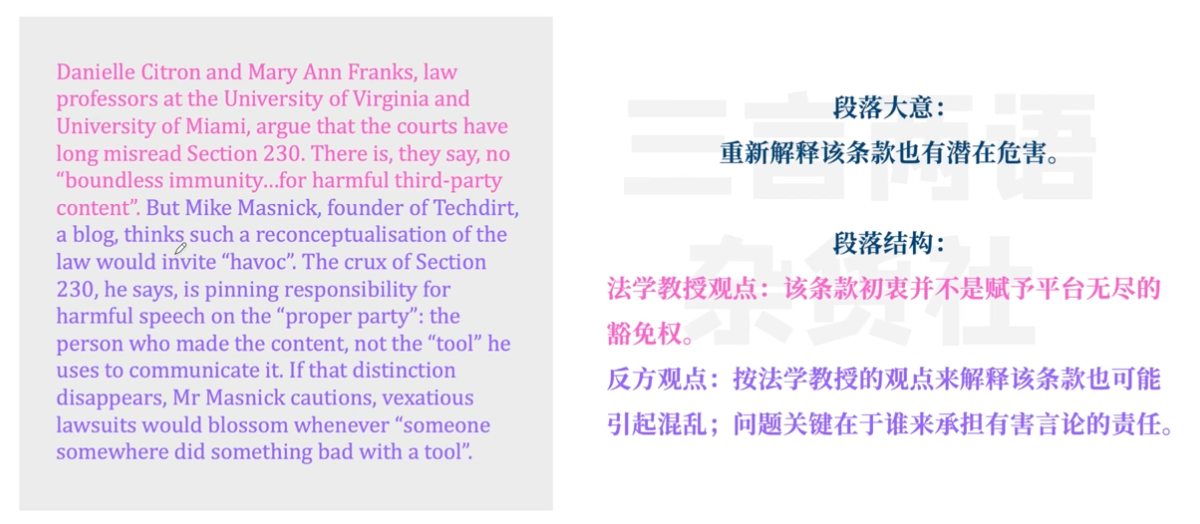 Danielle Citron and Mary Ann Franks, law
professors at the University of Virginia and
University of Miami, argue that the courts have
long misread Section 230. There is, they say, no
“boundless immunity…for harmful third-party
content”. But Mike Masnick, founder of Techdirt,
a blog, thinks such a reconceptualisation of the
law would invite “havoc”. The crux of Section
230, he says, is pinning responsibility for
harmful speech on the “proper party”: the
person who made the content, not the “tool” he
uses to communicate it. If that distinction
disappears, Mr Masnick cautions, vexatious
lawsuits would blossom whenever “someone
somewhere did something bad with a tool”.
三言两语
杂货社
段落大意：
重新解释该条款也有潜在危害。
段落结构：
法学教授观点：该条款初衷并不是赋予平台无尽的
豁免权。
反方观点：按法学教授的观点来解释该条款也可能
引起混乱；问题关键在于谁来承担有害言论的责任。